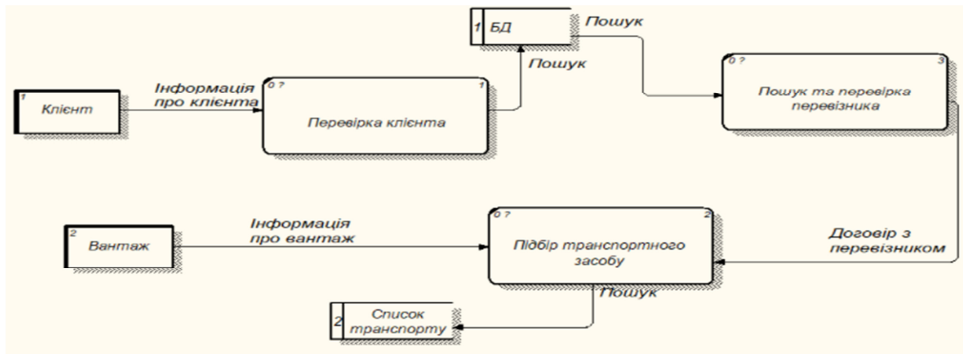 1 БД
Пошук
Пошук
0 ? 3
Пошук та перевірка
перевізника
1
Клієнт
Інформація
про клієнта
0 ? 1
Перевірка клієнта
2
Вантаж
Інформація
про вантаж
0 ? 2
Підбір транспортного
засобу
Договір з
перевізником
Пошук
2 Список
транспорту